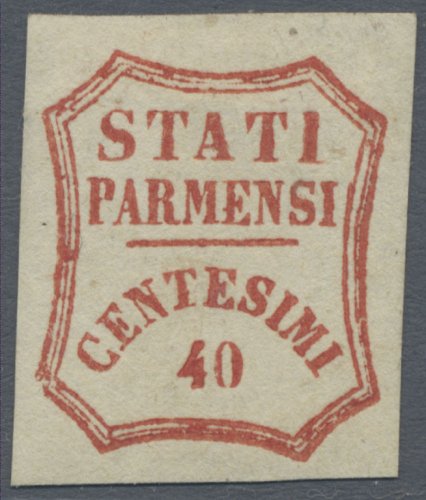 STATI
PARMENSI
CENTESIMI
40